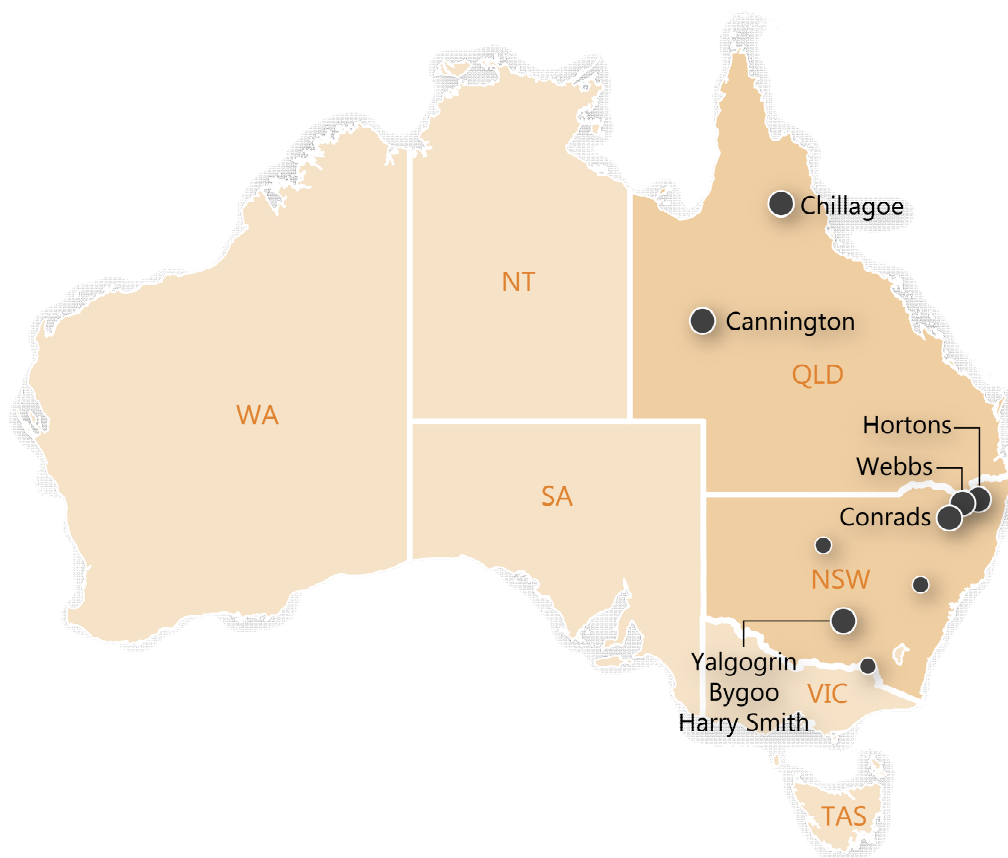 Chillagoe
NT
Cannington
QLD
WA
Hortons
Webbs
SA
Conrads
NSW
Yalgogrin
Bygoo
Harry Smith
VIC
TAS